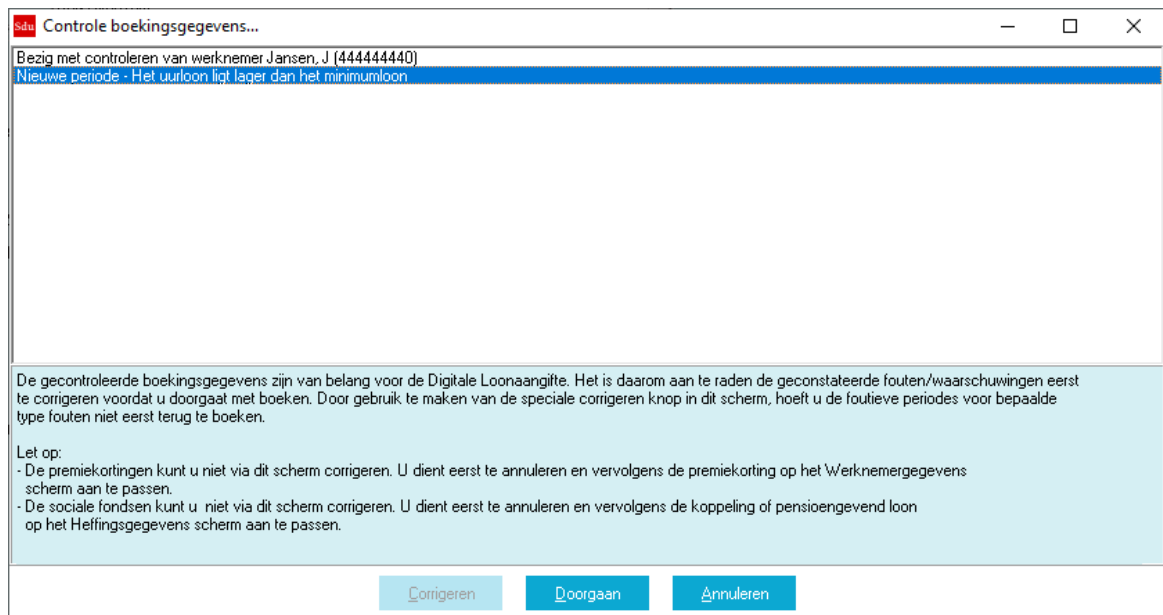 Sdu Controle boekingsgegevens...
Bezig met controleren van werknemer Jansen, J (444444440)
Nieuwe periode - Het uurloon ligt lager dan het minimumloon
De gecontroleerde boekingsgegevens zijn van belang voor de Digitale Loonaangifte. Het is daarom aan te raden de geconstateerde fouten/waarschuwingen eerst
te corrigeren voordat u doorgaat met boeken. Door gebruik te maken van de speciale corrigeren knop in dit scherm, hoeft u de foutieve periodes voor bepaalde
type fouten niet eerst terug te boeken.
Let op:
- De premiekortingen kunt u niet via dit scherm corrigeren. U dient eerst te annuleren en vervolgens de premiekorting op het Werknemergegevens
scherm aan te passen.
- De sociale fondsen kunt u niet via dit scherm corrigeren. U dient eerst te annuleren en vervolgens de koppeling of pensioengevend loon
op het Heffingsgegevens scherm aan te passen.
Corrigeren Doorgaan Annuleren